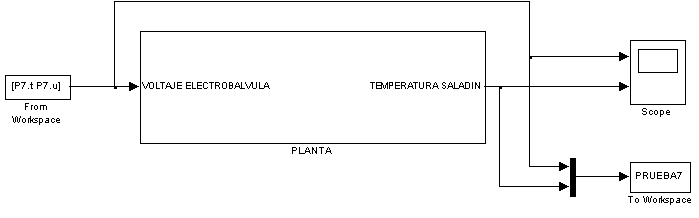 [P7.t P7.u]
From
Workspace
VOLTAJE ELECTROBALVULA
TEMPERATURA SALADIN
PLANTA
Scope
PRUEBA7
To Workspace